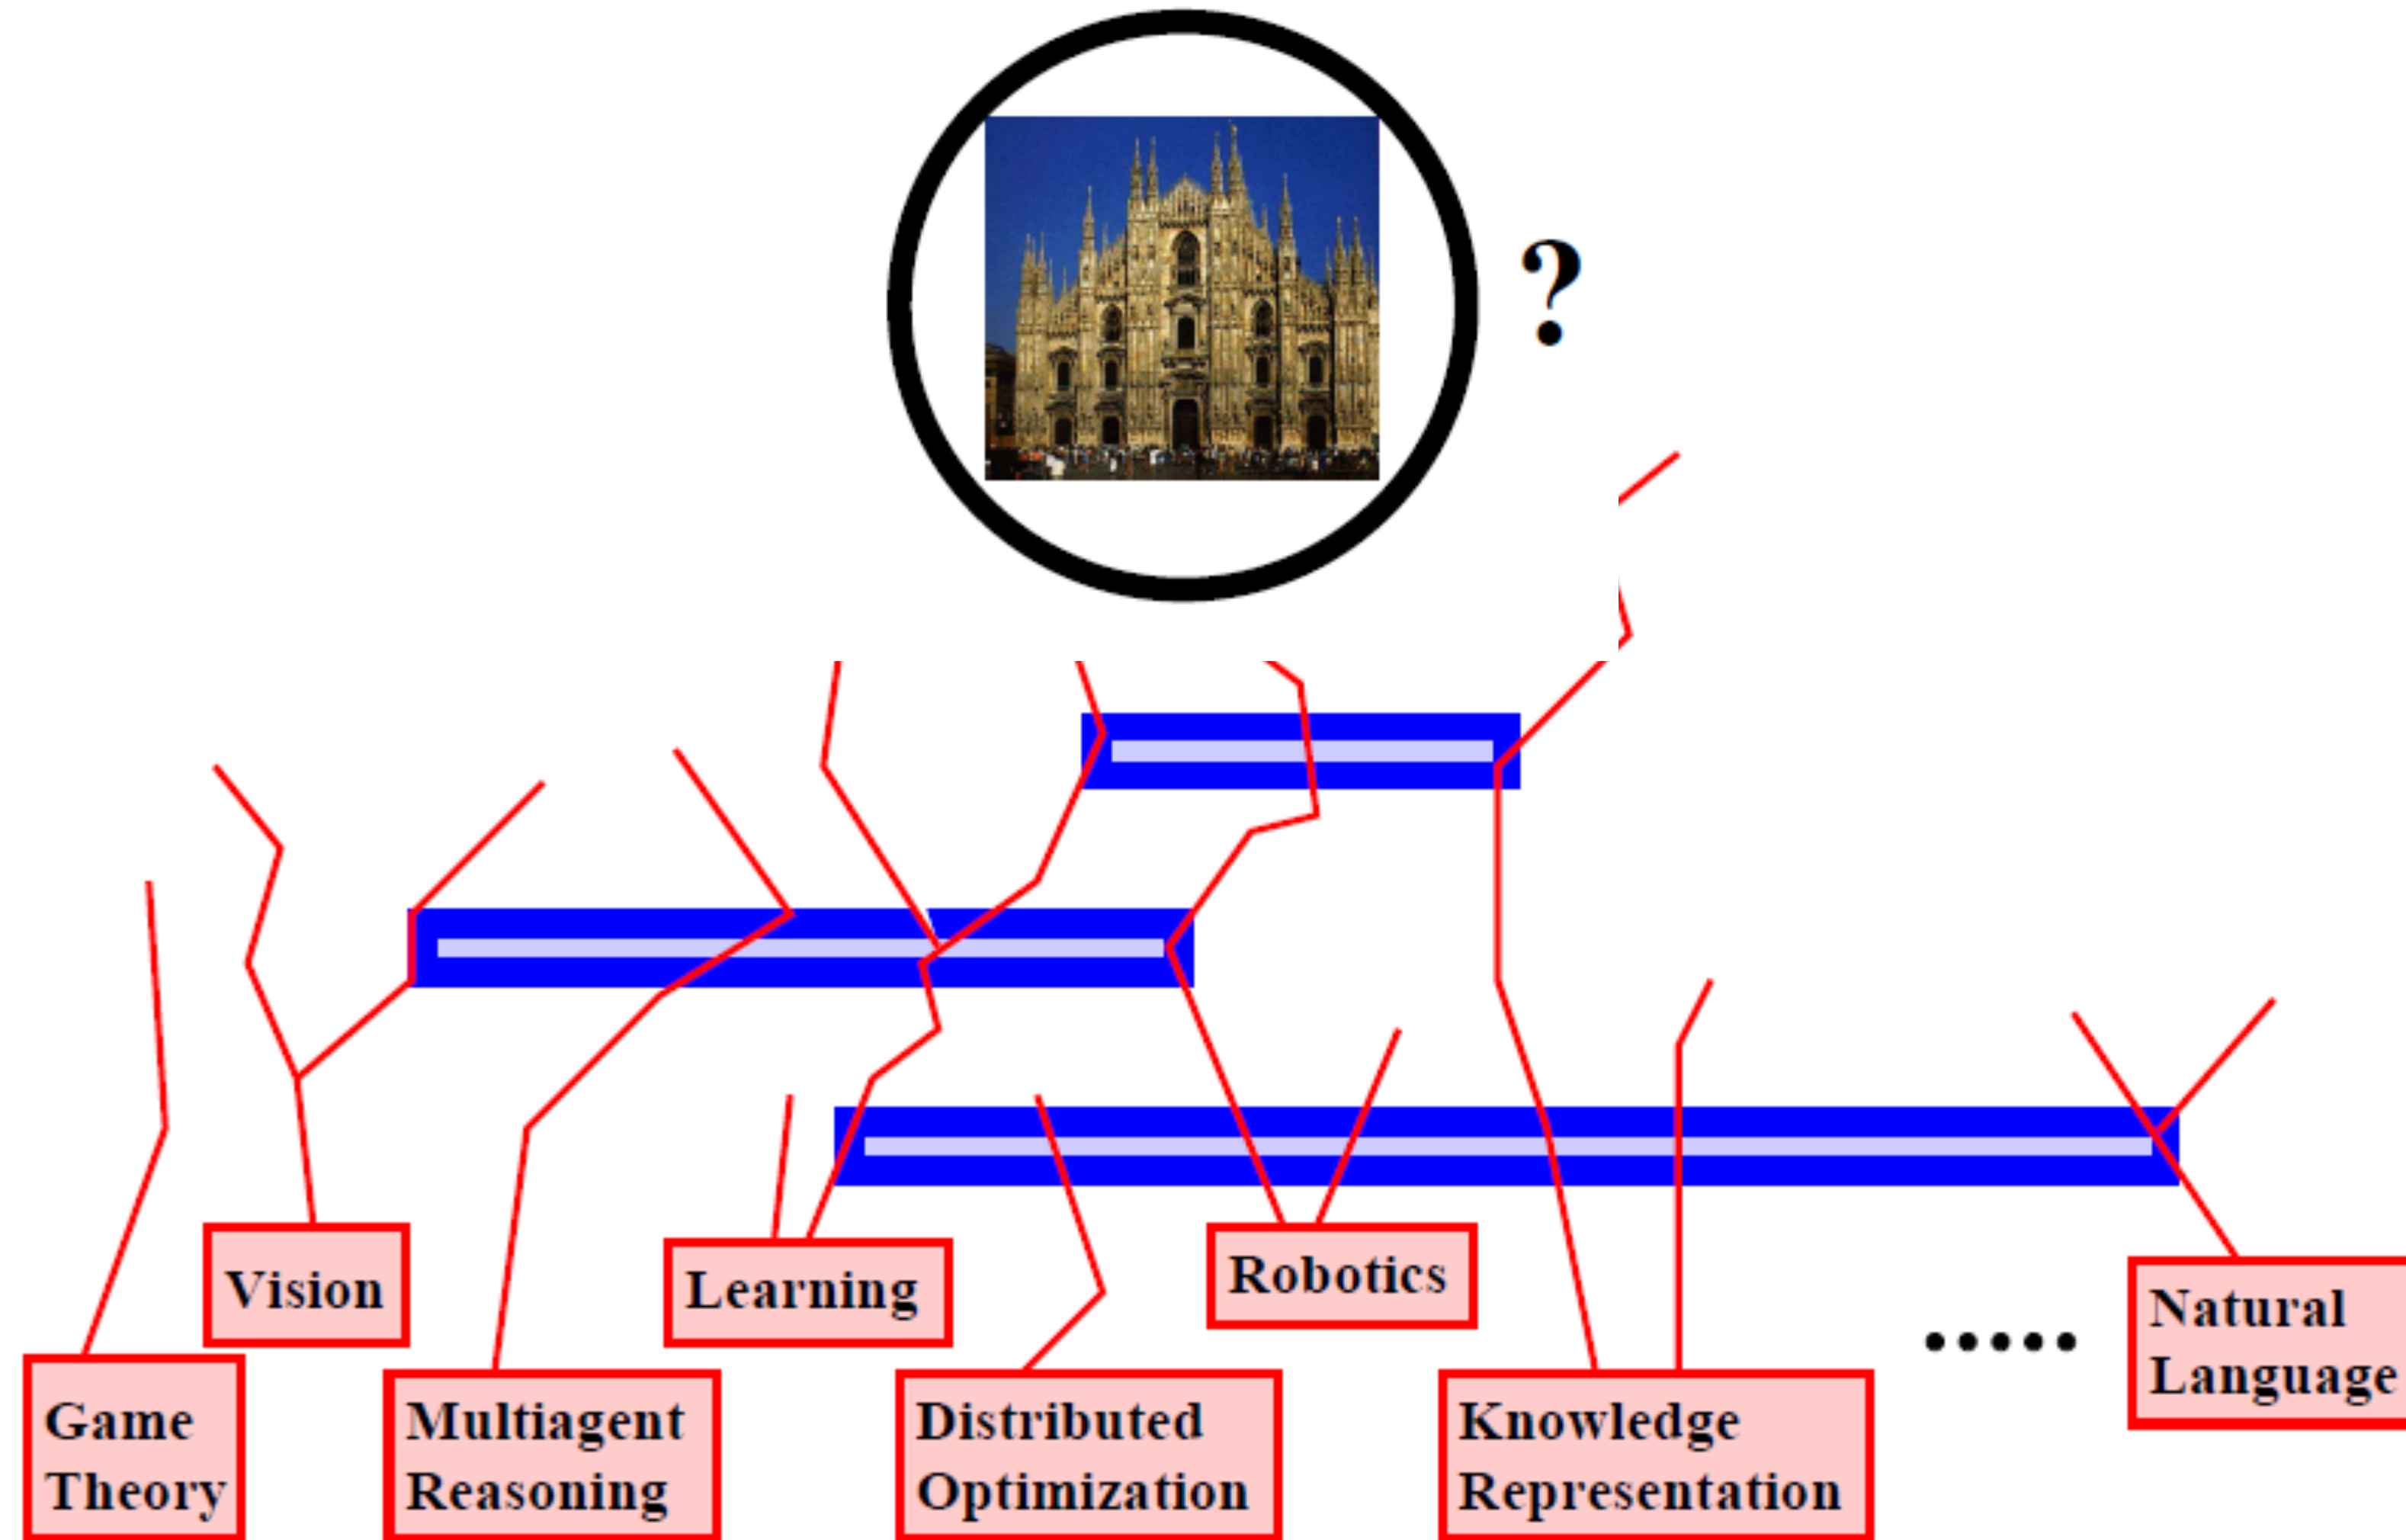 ?
Vision
Learning
Robotics
Game
Theory
Multiagent
Reasoning
Distributed
Optimization
Knowledge
Representation
.....
Natural
Language